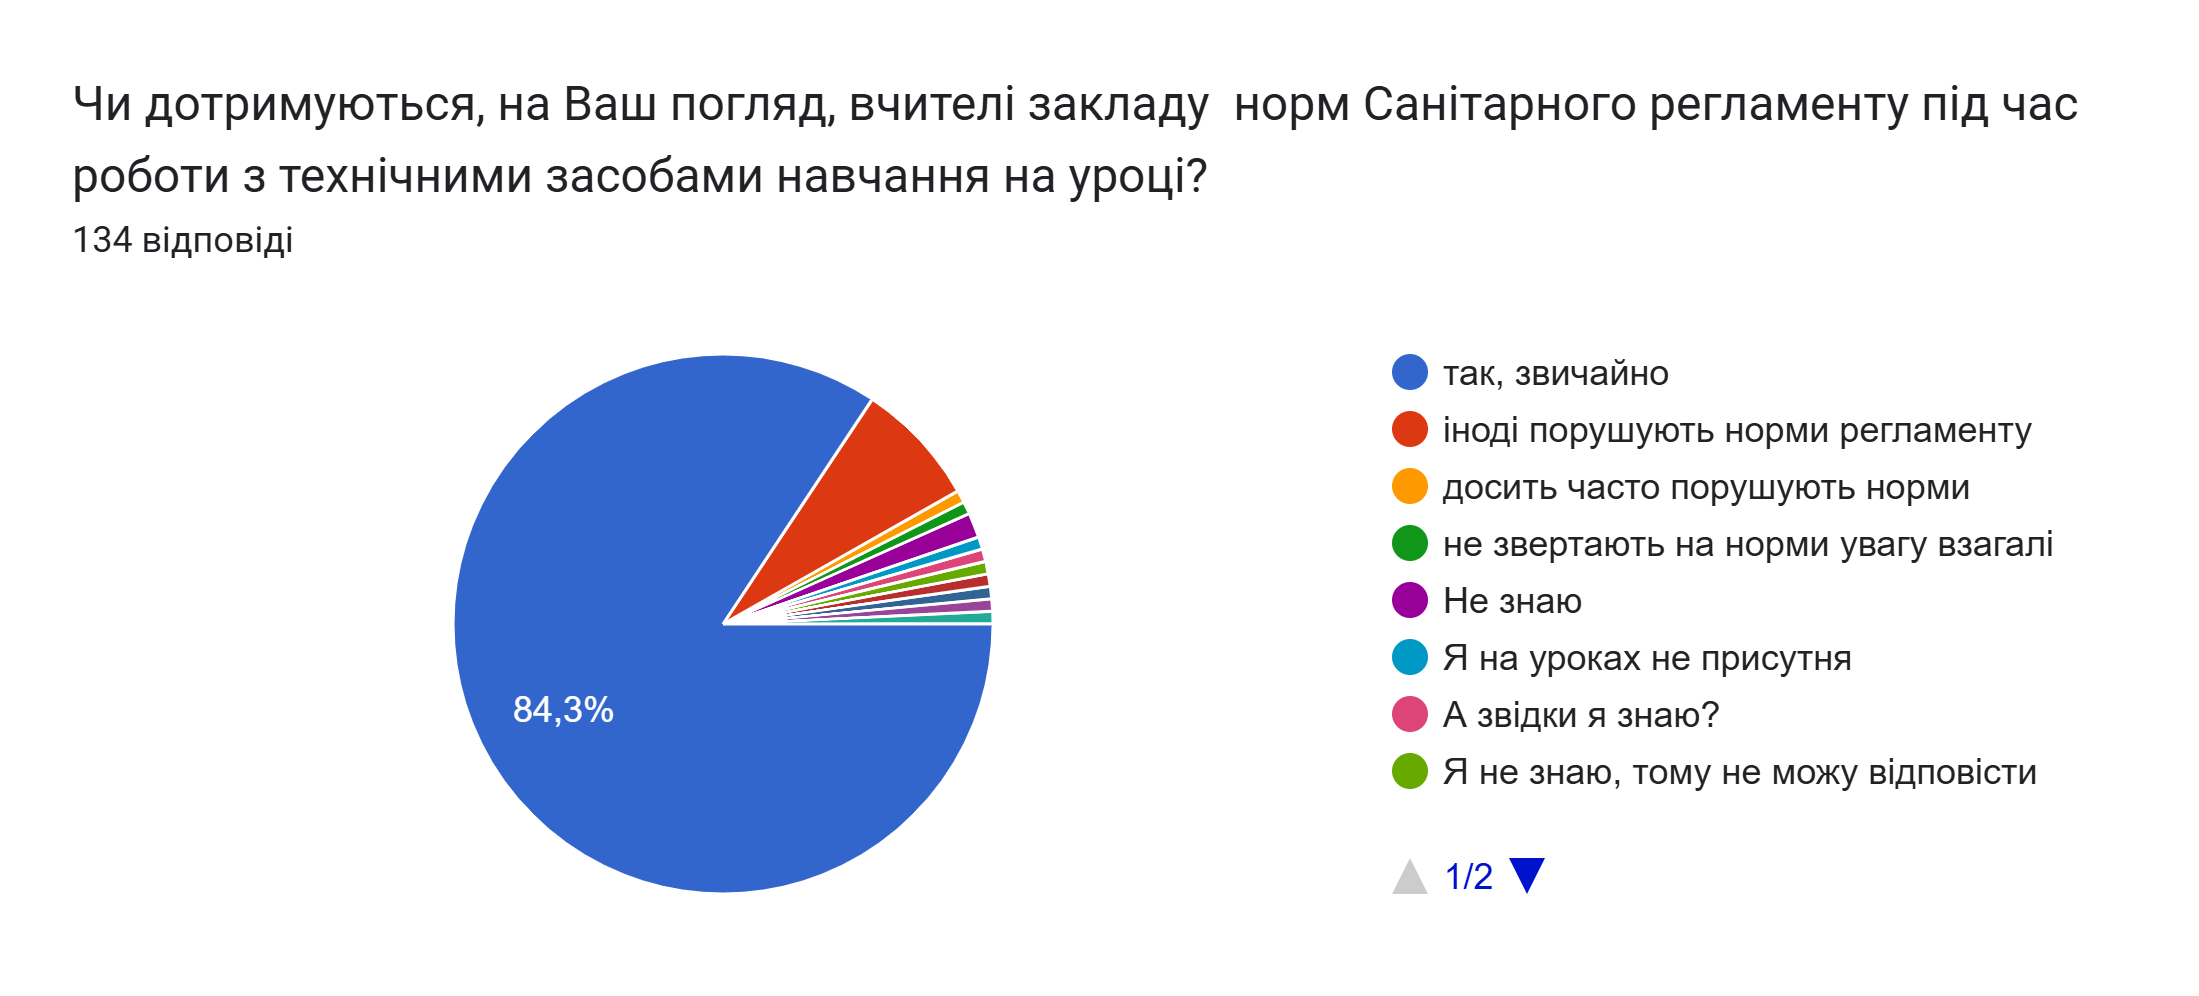 Чи дотримуються, на Ваш погляд, вчителі закладу  норм Санітарного регламенту під час
роботи з технічними засобами навчання на уроці?
134 відповіді
84,3%
так, звичайно
іноді порушують норми регламенту
досить часто порушують норми
не звертають на норми увагу взагалі
Не знаю
Я на уроках не присутня
А звідки я знаю?
Я не знаю, тому не можу відповісти
1/2